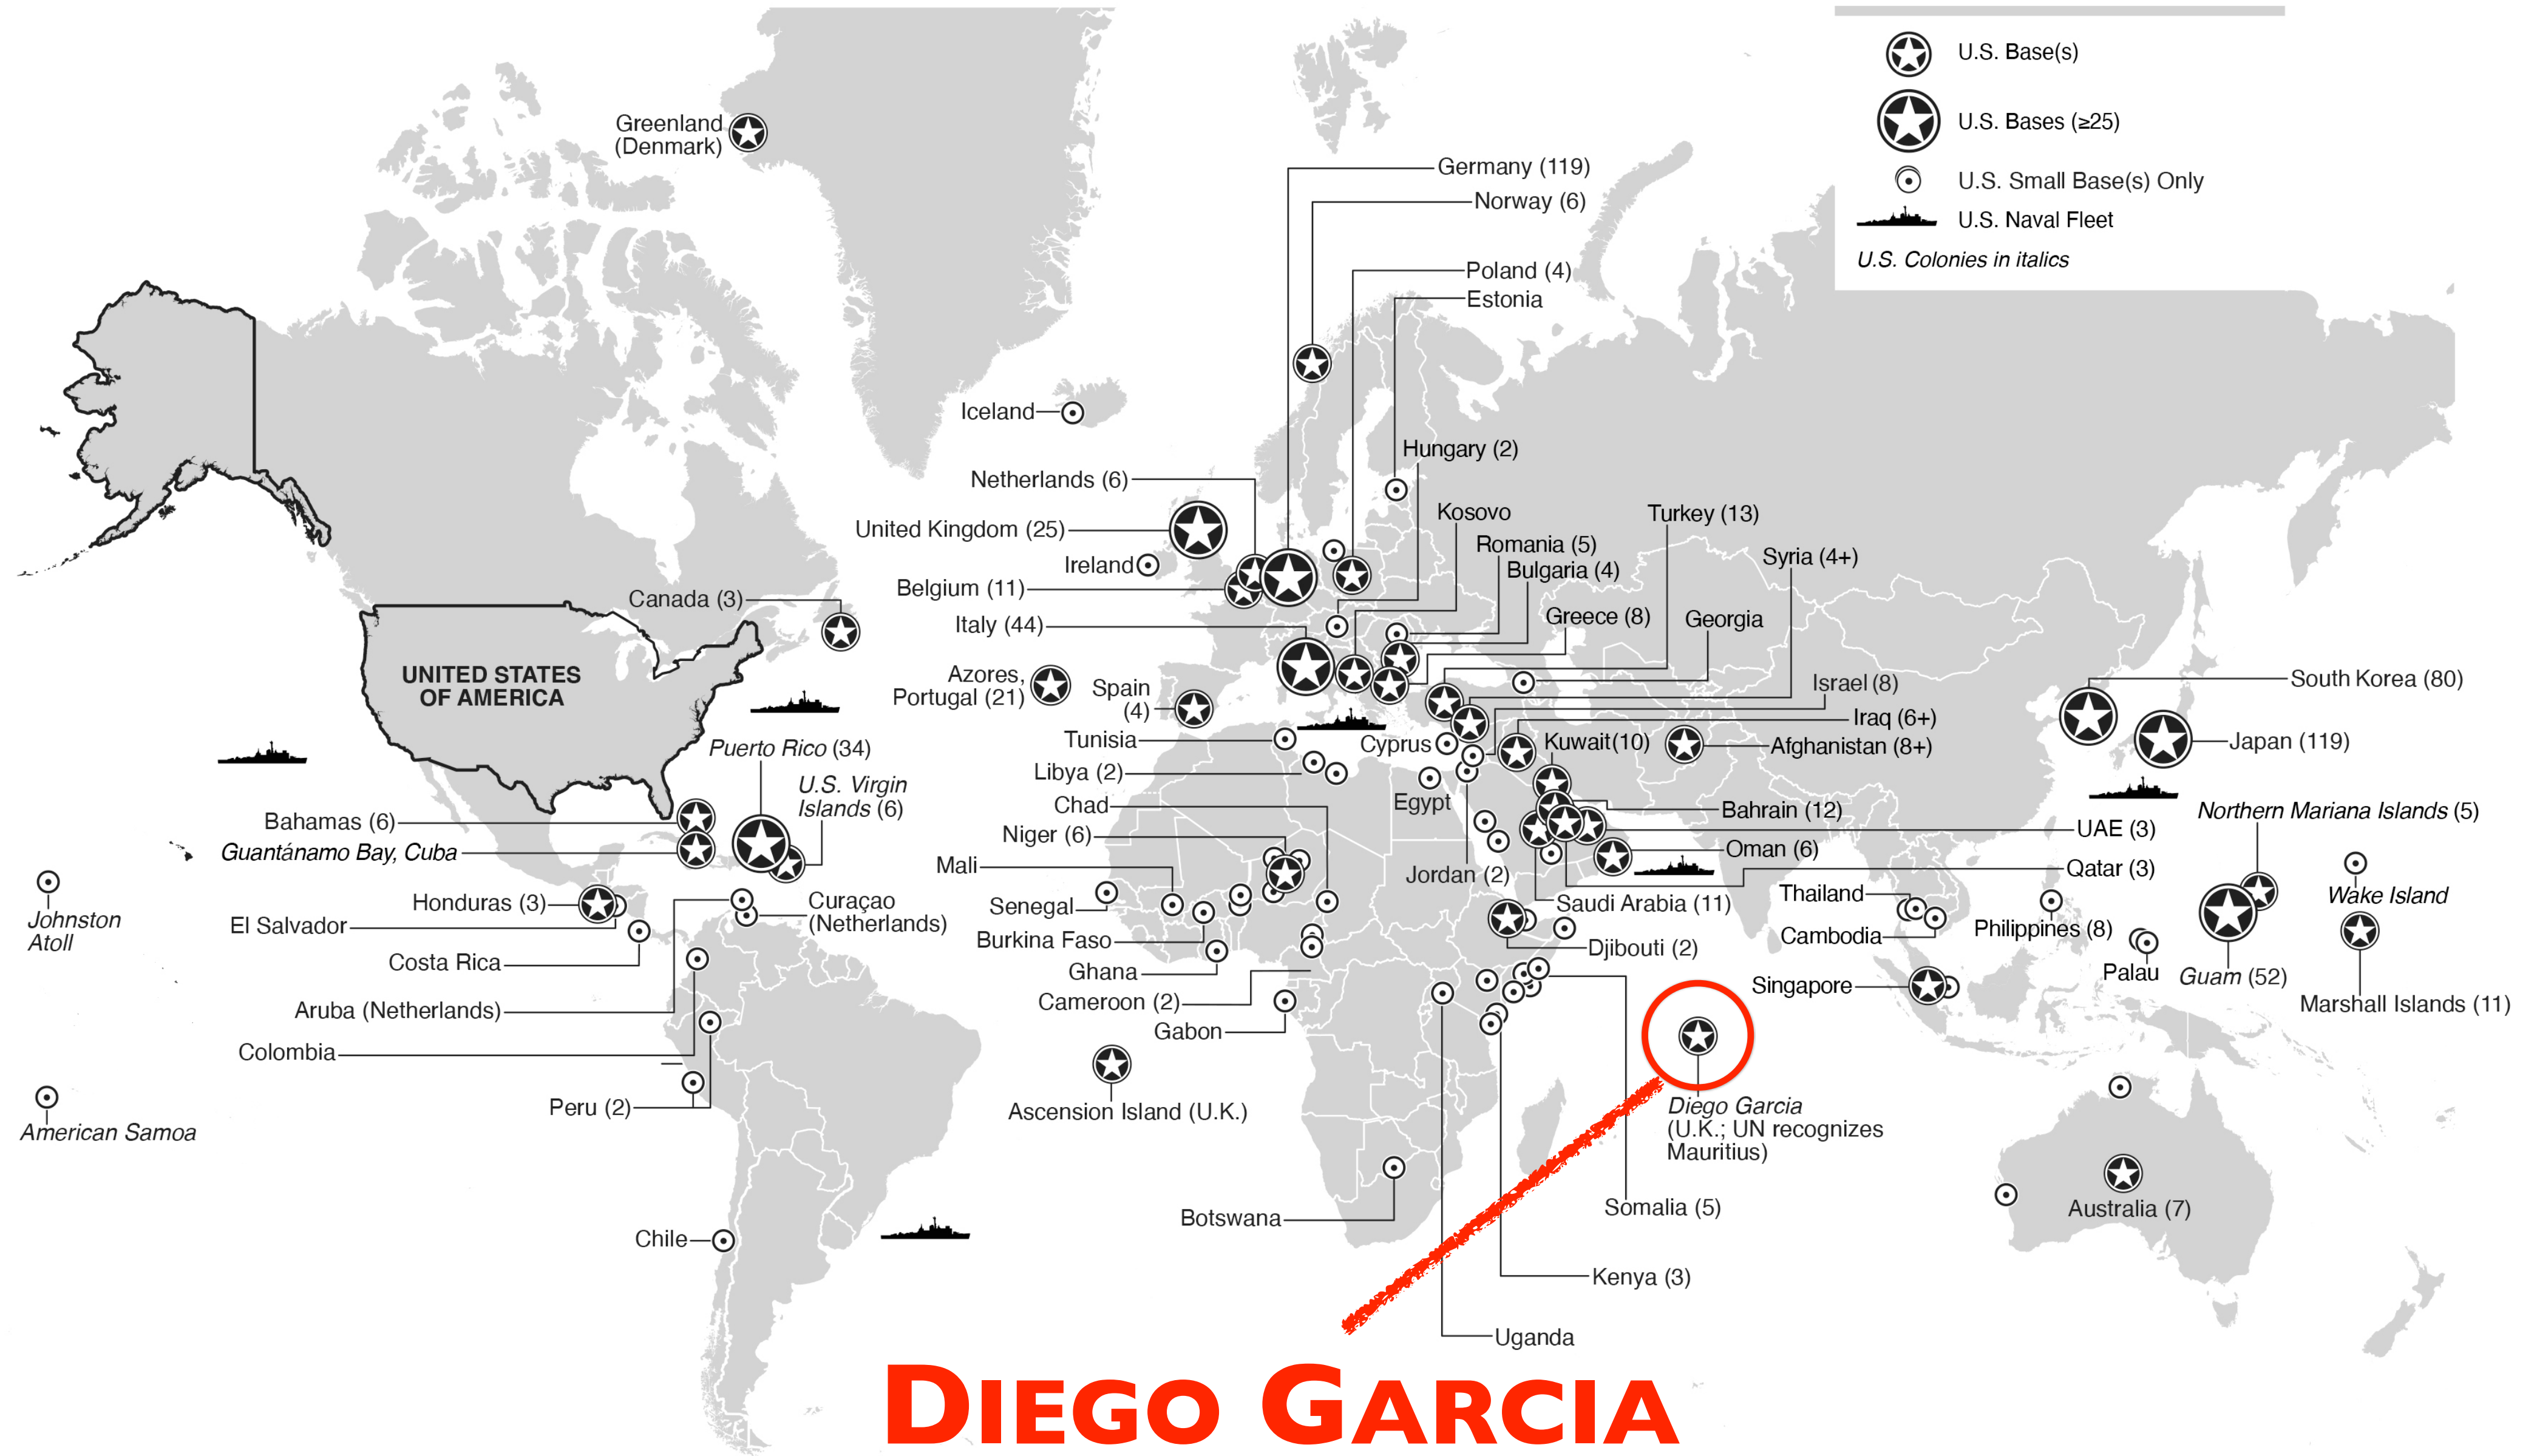 U.S. Base(s)
U.S. Bases (≥25)
U.S. Small Base(s) Only
U.S. Naval Fleet
U.S. Colonies in italics
Greenland
(Denmark)
Germany (119)
Norway (6)
Poland (4)
Estonia
Iceland
Hungary (2)
Netherlands (6)
United Kingdom (25)
Ireland
Belgium (11)
Italy (44)
Kosovo
Romania (5)
Bulgaria (4)
Turkey (13)
Syria (4+)
Greece (8)
Georgia
Canada (3)
UNITED STATES
OF AMERICA
Azores,
Portugal (21)
Spain
(4)
Israel (8)
Iraq (6+)
Kuwait(10)
Afghanistan (8+)
South Korea (80)
Japan (119)
Tunisia
Cyprus
Libya (2)
Egypt
Chad
Niger (6)
Mali
Senegal
Burkina Faso
Ghana
Cameroon (2)
Gabon
Puerto Rico (34)
U.S. Virgin
Islands (6)
Bahamas (6)
Guantánamo Bay, Cuba
Honduras (3)
El Salvador
Costa Rica
Curaçao
(Netherlands)
Aruba (Netherlands)
Colombia
Peru (2)
Chile
Johnston
Atoll
American Samoa
Bahrain (12)
UAE (3)
Oman (6)
Qatar (3)
Jordan (2)
Saudi Arabia (11)
Djibouti (2)
Thailand
Cambodia
Philippines (8)
Singapore
Palau
Northern Mariana Islands (5)
Wake Island
Guam (52)
Marshall Islands (11)
Ascension Island (U.K.)
Diego Garcia
(U.K.; UN recognizes
Mauritius)
Botswana
Somalia (5)
Kenya (3)
Uganda
Australia (7)
DIEGO GARCIA